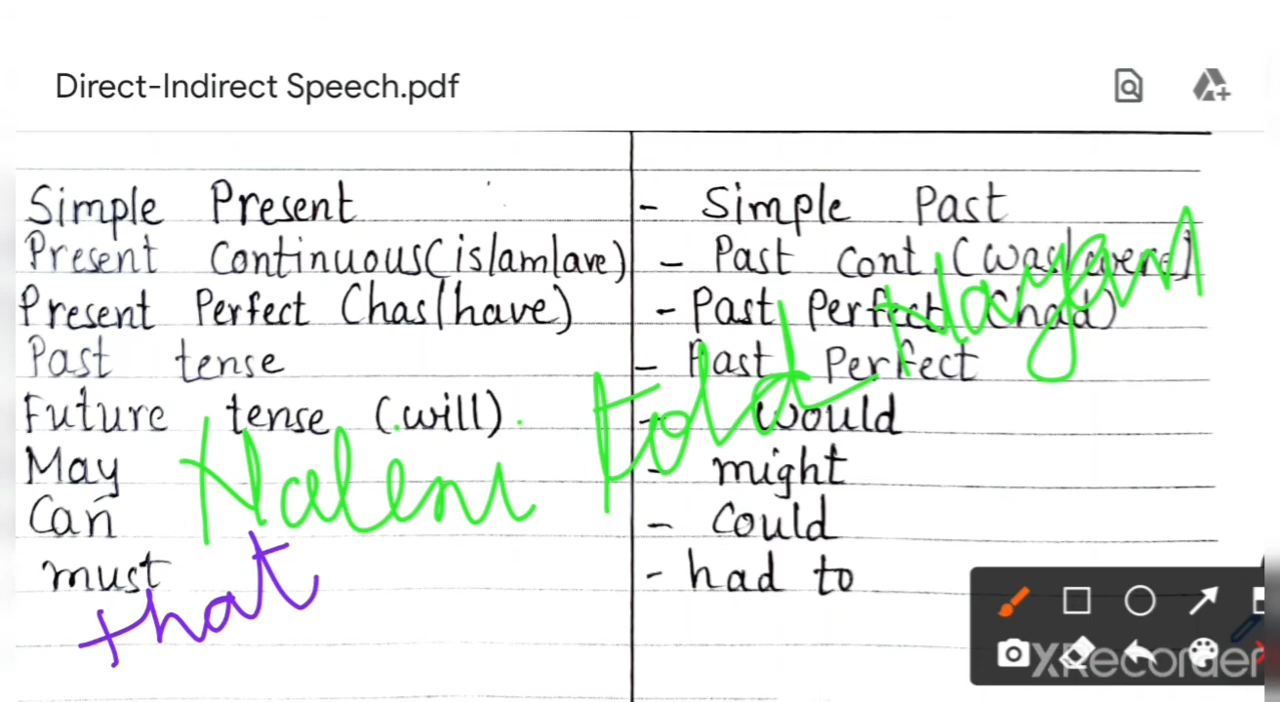 Direct-Indirect Speech.pdf
Simple Present - Simple Past
Present Continuous(is/am/are) - Past Cont. (was/were)
Present Perfect (has/have) - Past Perfect (had)
Past tense - Past Perfect
Future tense (will). - would
May - might
Can - Could
must - had to
told Nayan
that
XRecorder